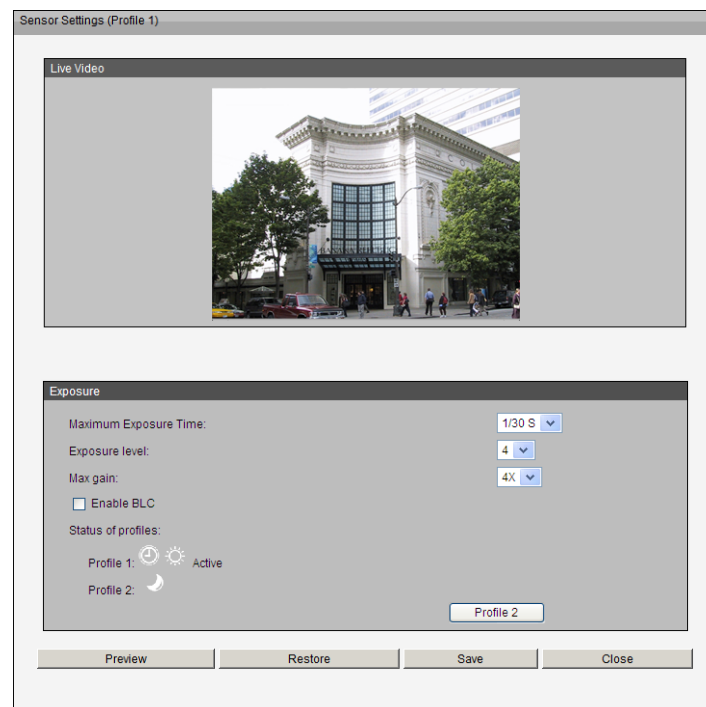 Sensor Settings (Profile 1)
Live Video
Exposure
Maximum Exposure Time: 1/30 S
Exposure level: 4
Max gain: 4X
Enable BLC
Status of profiles:
Profile 1: Active
Profile 2:
Profile 2
Preview Restore Save Close